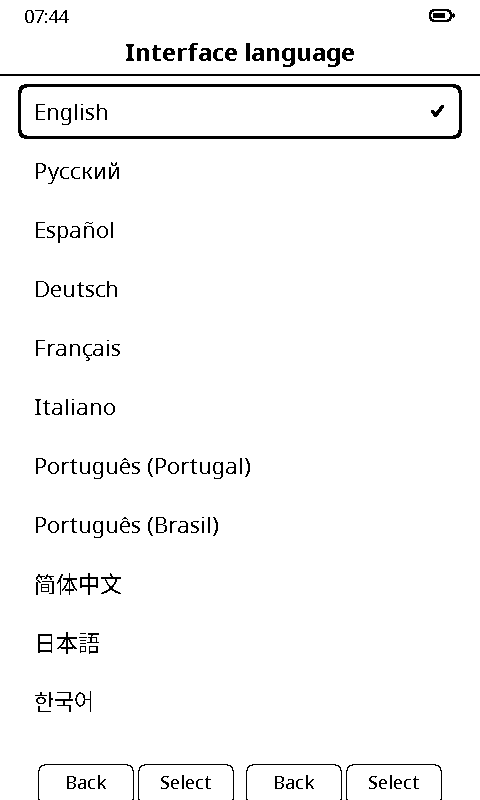 07:44
Interface language
English
Русский
Español
Deutsch
Français
Italiano
Português (Portugal)
Português (Brasil)
简体中文
日本語
한국어
Back Select Back Select